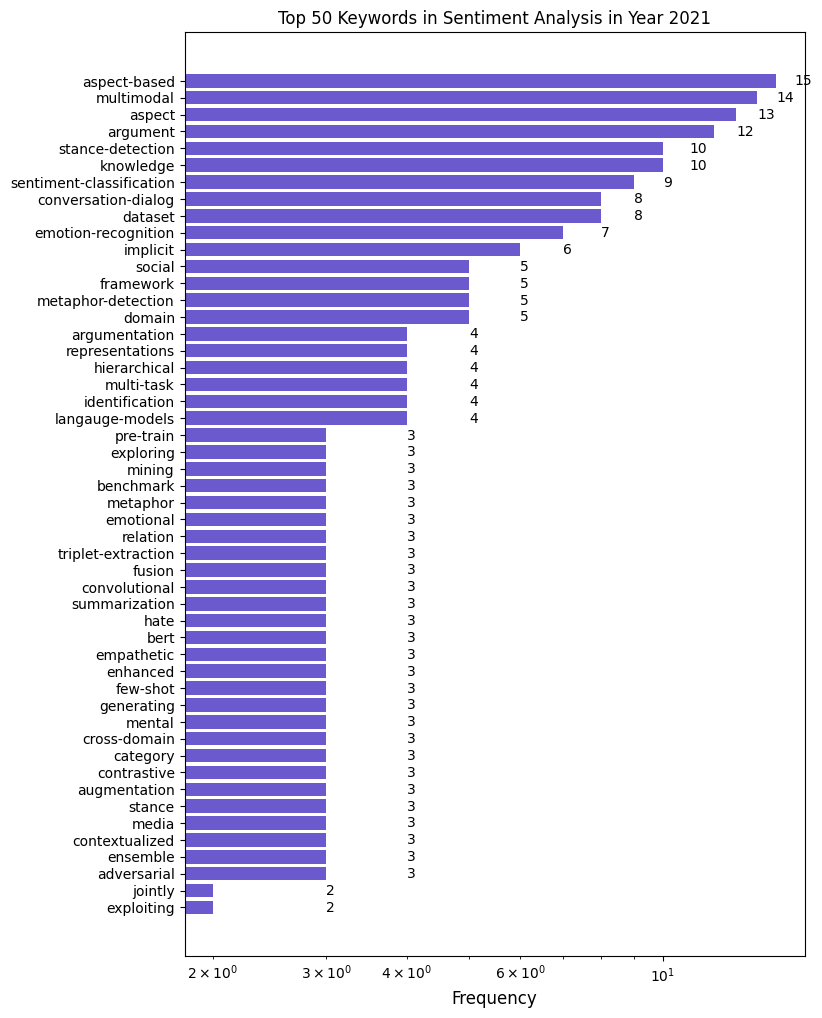 Top 50 Keywords in Sentiment Analysis in Year 2021
aspect-based 15
multimodal 14
aspect 13
argument 12
stance-detection 10
knowledge 10
sentiment-classification 9
conversation-dialog 8
dataset 8
emotion-recognition 7
implicit 6
social 5
framework 5
metaphor-detection 5
domain 5
argumentation 4
representations 4
hierarchical 4
multi-task 4
identification 4
langauge-models 4
pre-train 3
exploring 3
mining 3
benchmark 3
metaphor 3
emotional 3
relation 3
triplet-extraction 3
fusion 3
convolutional 3
summarization 3
hate 3
bert 3
empathetic 3
enhanced 3
few-shot 3
generating 3
mental 3
cross-domain 3
category 3
contrastive 3
augmentation 3
stance 3
media 3
contextualized 3
ensemble 3
adversarial 3
jointly 2
exploiting 2
2 × 10⁰ 3 × 10⁰ 4 × 10⁰ 6 × 10⁰ 10¹
Frequency